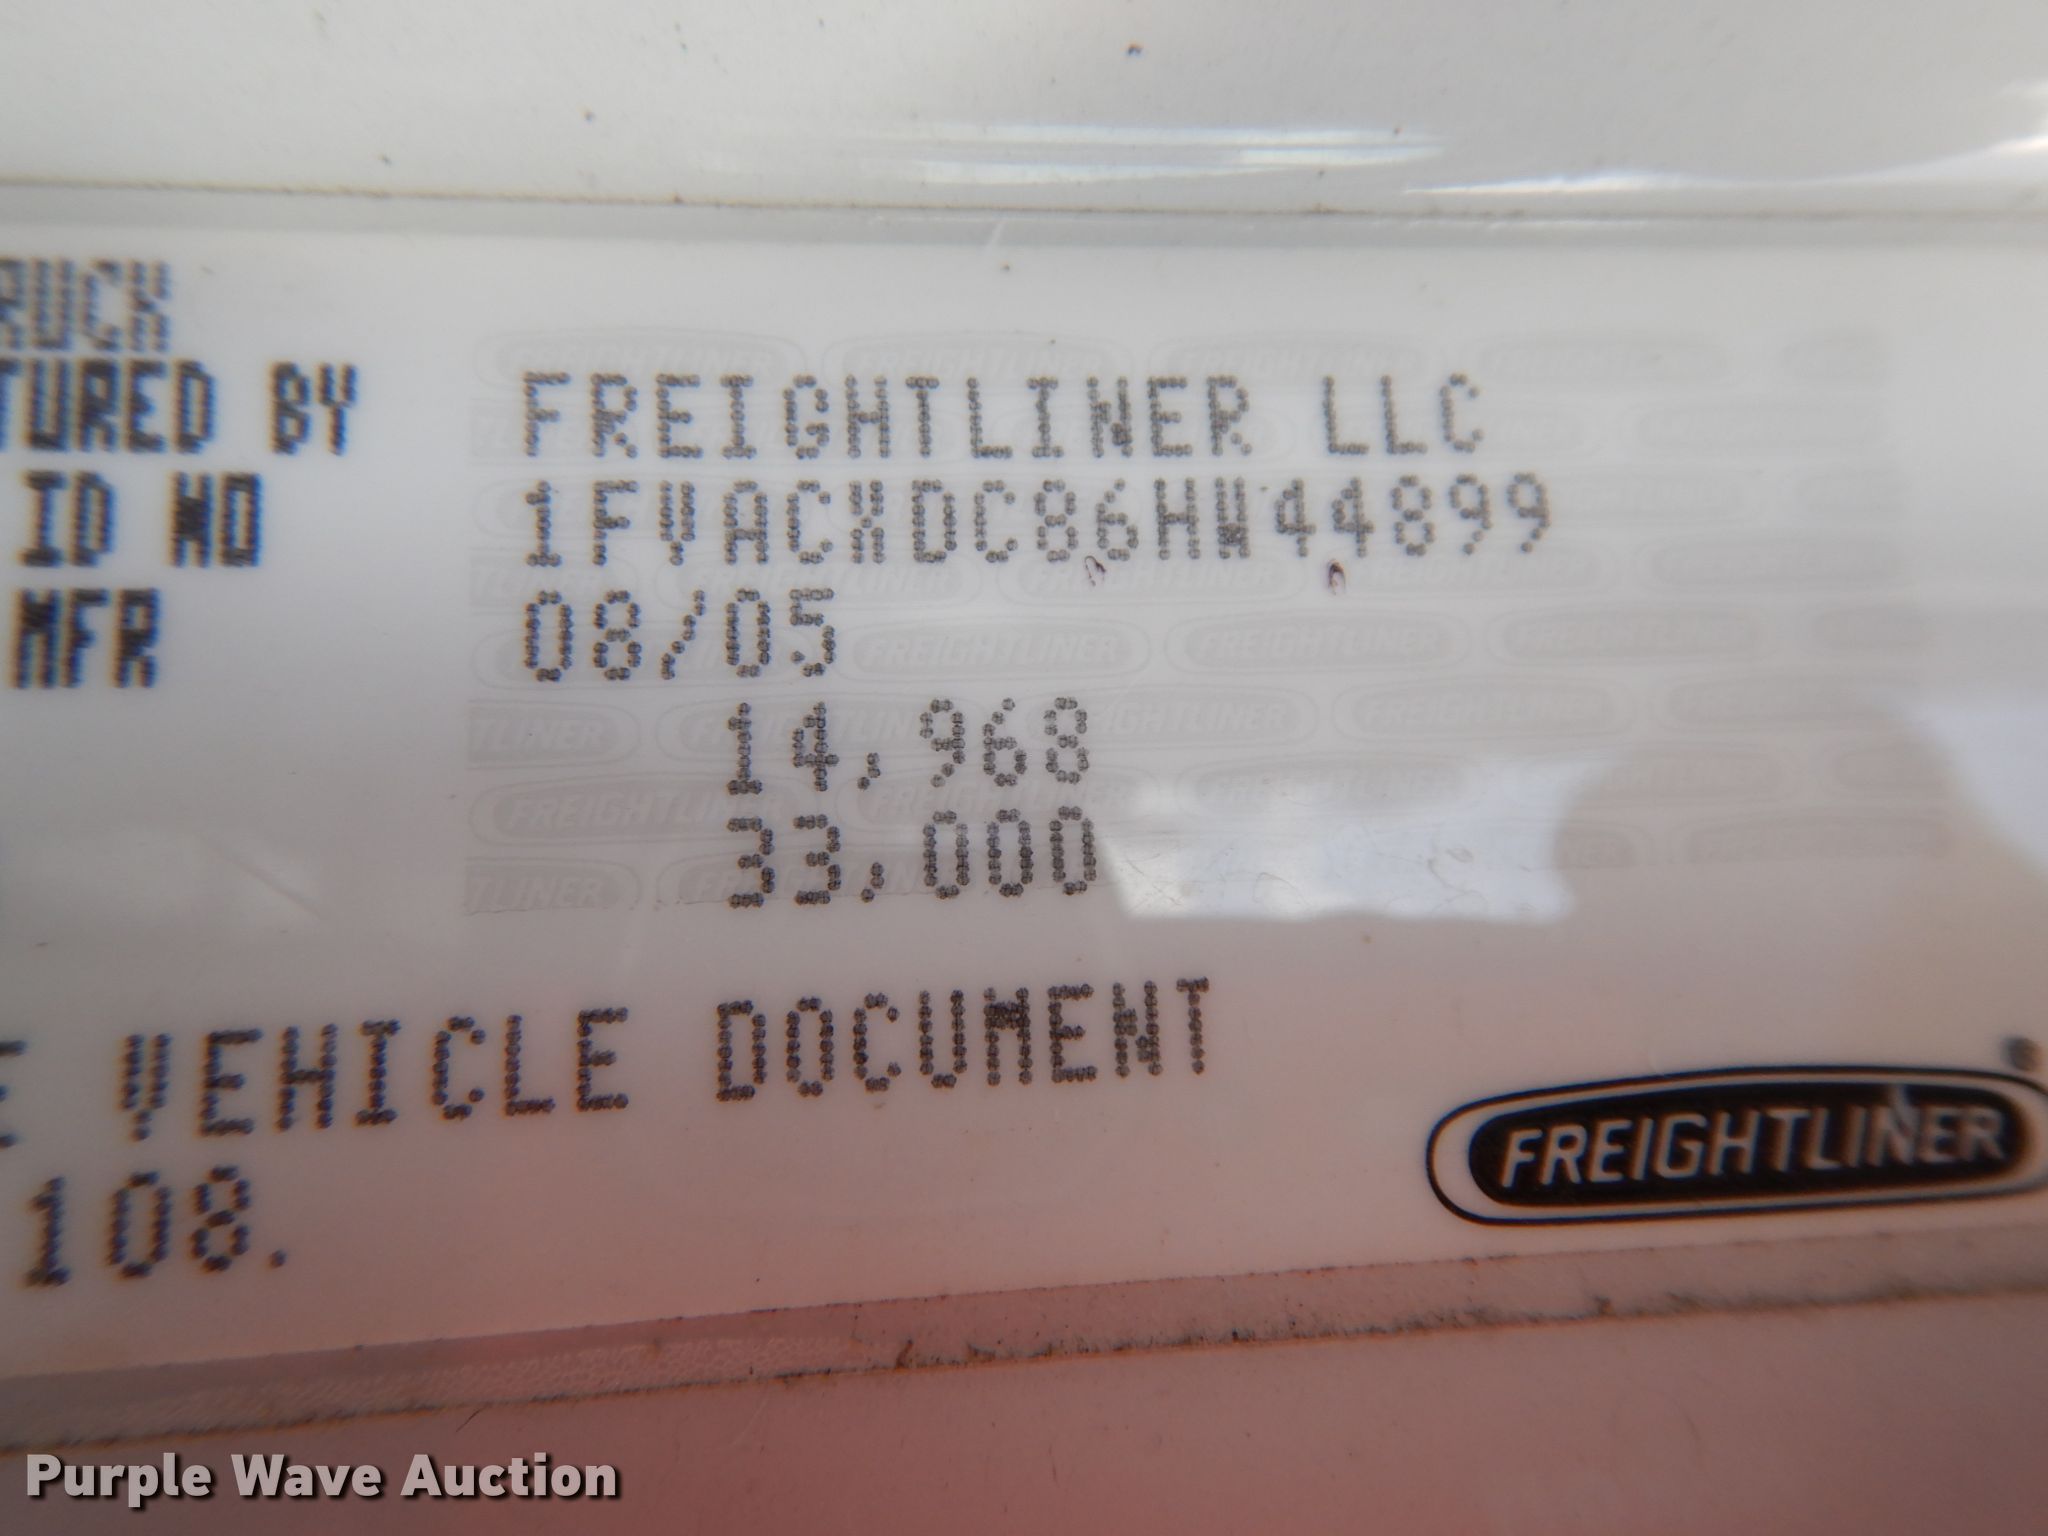 RUCK
TURED BY FREIGHTLINER LLC
ID NO 1FVACXDC86HW44899
MFR 08/05
14,968
33,000
E VEHICLE DOCUMENT
108.
FREIGHTLINER
Purple Wave Auction